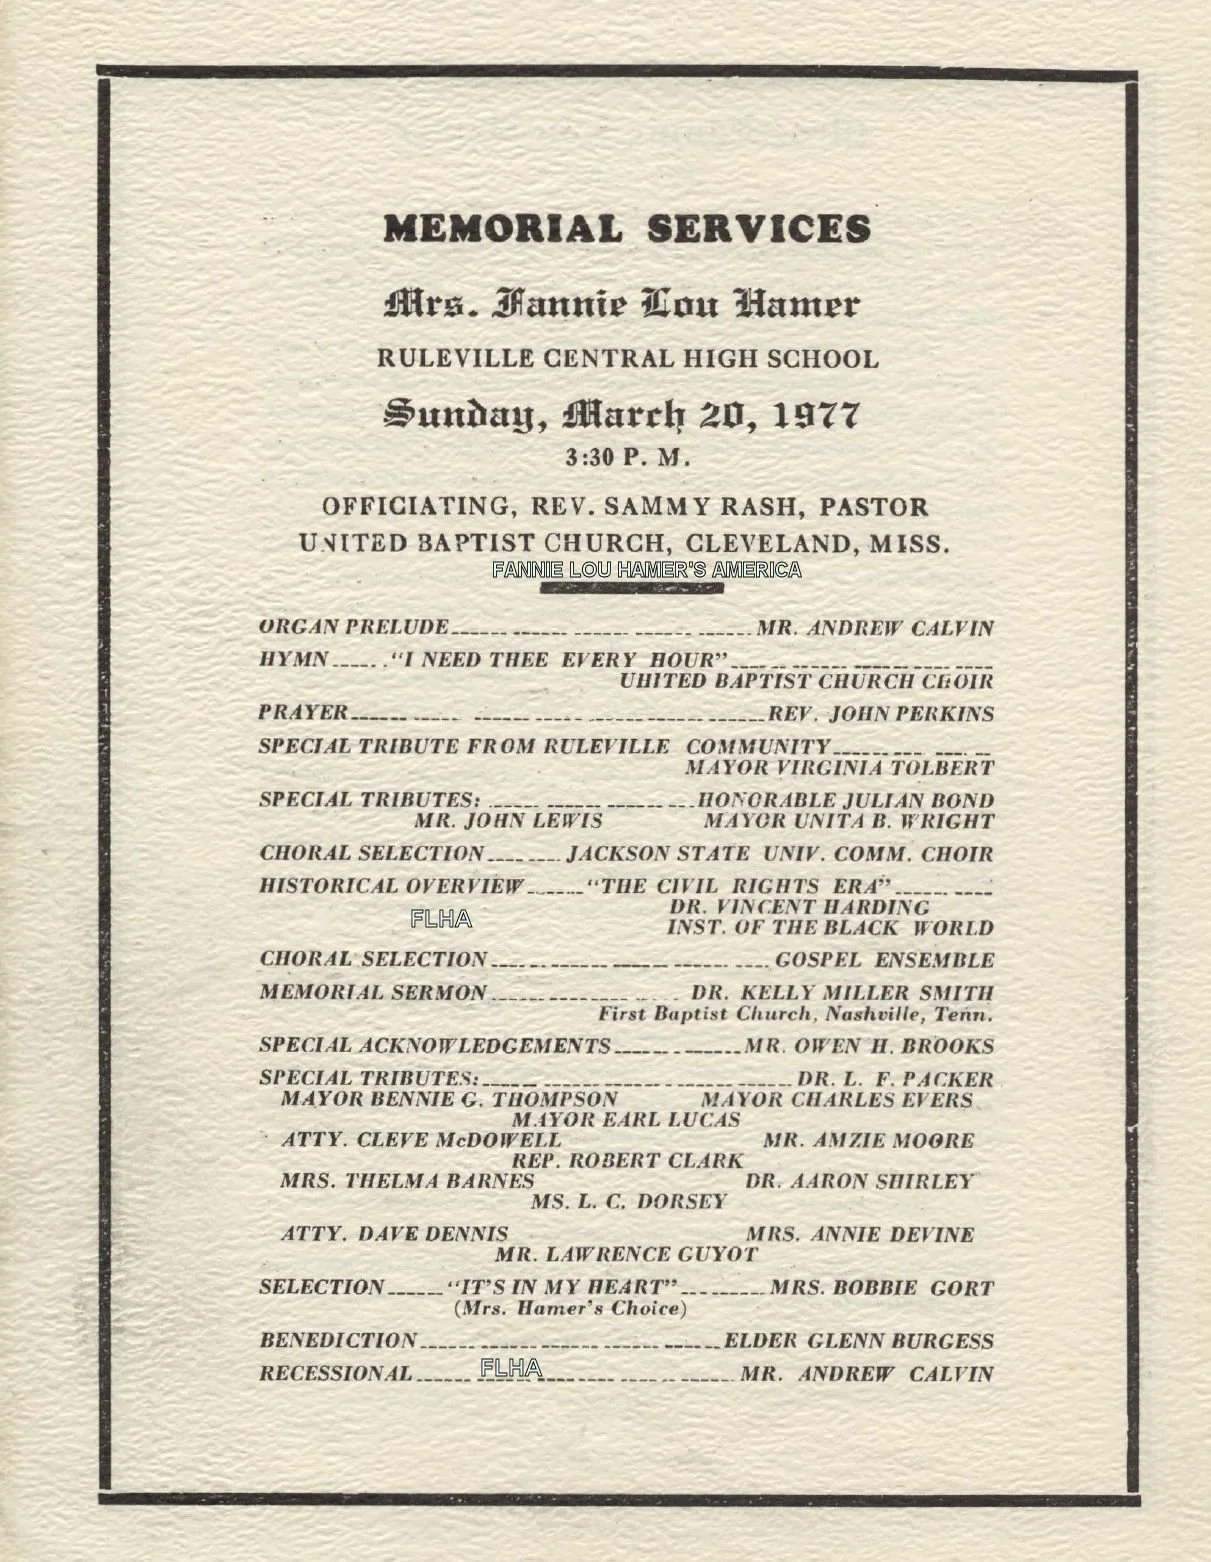 MEMORIAL SERVICES
Mrs. Fannie Lou Hamer
RULEVILLE CENTRAL HIGH SCHOOL
Sunday, March 20, 1977
3:30 P. M.
OFFICIATING, REV. SAMMY RASH, PASTOR
UNITED BAPTIST CHURCH, CLEVELAND, MISS.
FANNIE LOU HAMER'S AMERICA
ORGAN PRELUDE MR. ANDREW CALVIN
HYMN "I NEED THEE EVERY HOUR"
UNITED BAPTIST CHURCH CHOIR
PRAYER REV. JOHN PERKINS
SPECIAL TRIBUTE FROM RULEVILLE COMMUNITY
MAYOR VIRGINIA TOLBERT
SPECIAL TRIBUTES: HONORABLE JULIAN BOND
MR. JOHN LEWIS MAYOR UNITA B. WRIGHT
CHORAL SELECTION JACKSON STATE UNIV. COMM. CHOIR
HISTORICAL OVERVIEW "THE CIVIL RIGHTS ERA"
DR. VINCENT HARDING
FLHA
INST. OF THE BLACK WORLD
CHORAL SELECTION GOSPEL ENSEMBLE
MEMORIAL SERMON DR. KELLY MILLER SMITH
First Baptist Church, Nashville, Tenn.
SPECIAL ACKNOWLEDGEMENTS MR. OWEN H. BROOKS
SPECIAL TRIBUTES: DR. L. F. PACKER
MAYOR BENNIE G. THOMPSON MAYOR CHARLES EVERS
MAYOR EARL LUCAS
ATTY. CLEVE McDOWELL MR. AMZIE MOORE
REP. ROBERT CLARK
MRS. THELMA BARNES DR. AARON SHIRLEY
MS. L. C. DORSEY
ATTY. DAVE DENNIS MRS. ANNIE DEVINE
MR. LAWRENCE GUYOT
SELECTION "IT'S IN MY HEART" MRS. BOBBIE GORT
(Mrs. Hamer's Choice)
BENEDICTION ELDER GLENN BURGESS
FLHA
RECESSIONAL MR. ANDREW CALVIN